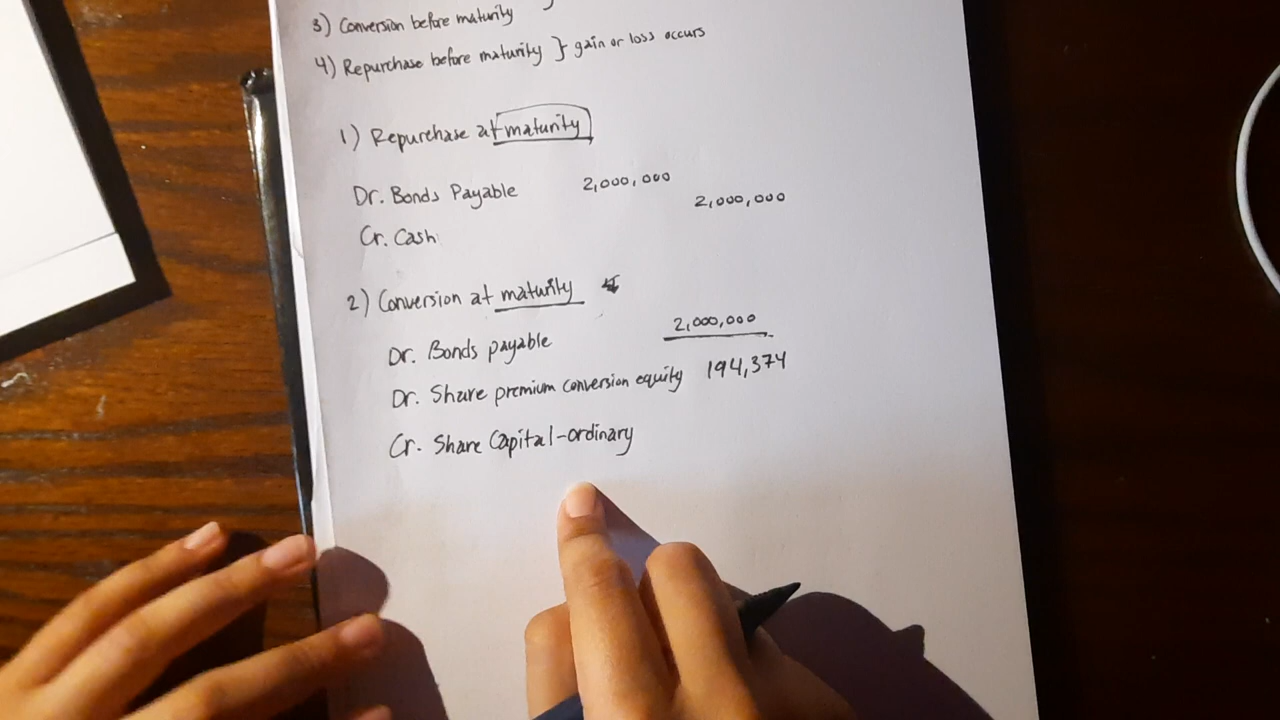 3) Conversion before maturity
4) Repurchase before maturity } gain or loss occurs
1) Repurchase at maturity
Dr. Bonds Payable 2,000,000
Cr. Cash 2,000,000
2) Conversion at maturity
Dr. Bonds payable 2,000,000
Dr. Share premium conversion equity 194,374
Cr. Share Capital-ordinary